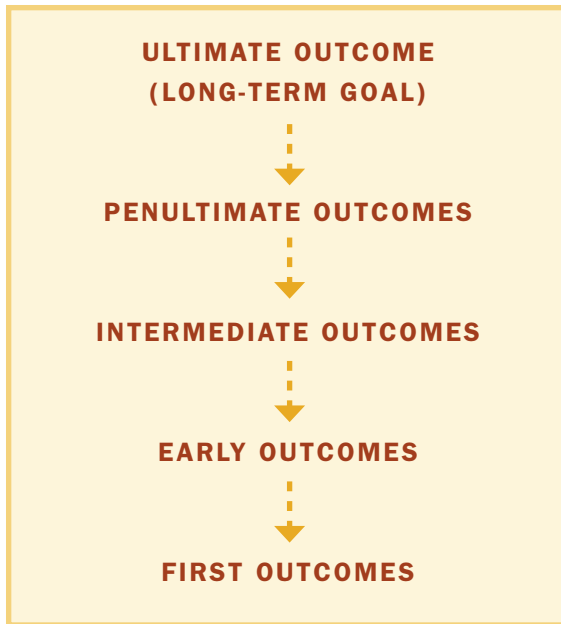 ULTIMATE OUTCOME
(LONG-TERM GOAL)
PENULTIMATE OUTCOMES
INTERMEDIATE OUTCOMES
EARLY OUTCOMES
FIRST OUTCOMES